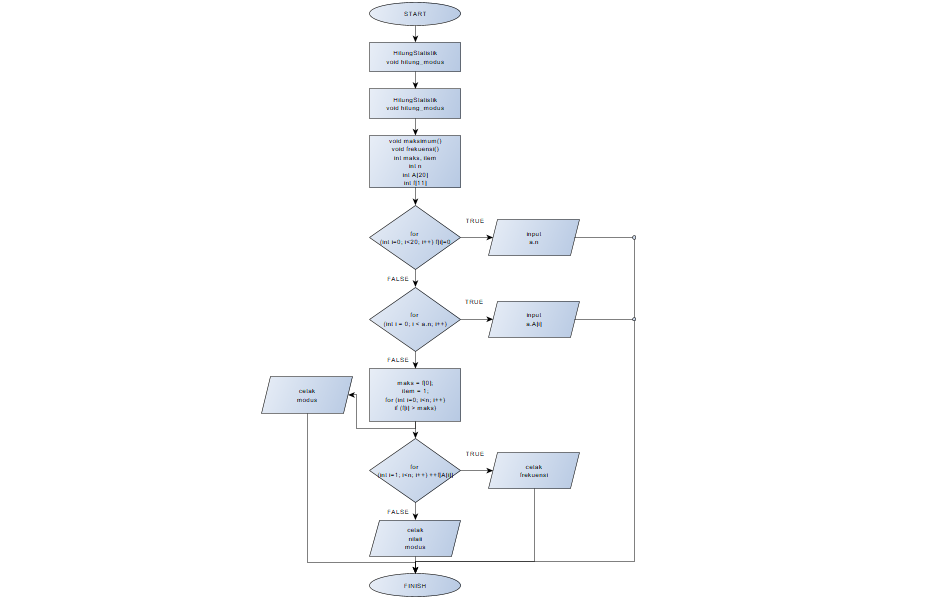 START
HitungStatistik
void hitung_modus
HitungStatistik
void hitung_modus
void maksimum()
void frekuensi()
int maks, item
int n
int A[20]
int f[11]
TRUE
for
(int i=0; i<20; i++) f[i]=0
input
a.n
FALSE
TRUE
for
(int i = 0; i < a.n; i++)
input
a.A[i]
FALSE
maks = f[0],
item = 1,
for (int i=0; i<n; i++)
if (f[i] > maks)
cetak
modus
TRUE
for
(int i=1; i<n; i++) ++f[A[i]]
cetak
frekuensi
FALSE
cetak
nilaii
modus
FINISH